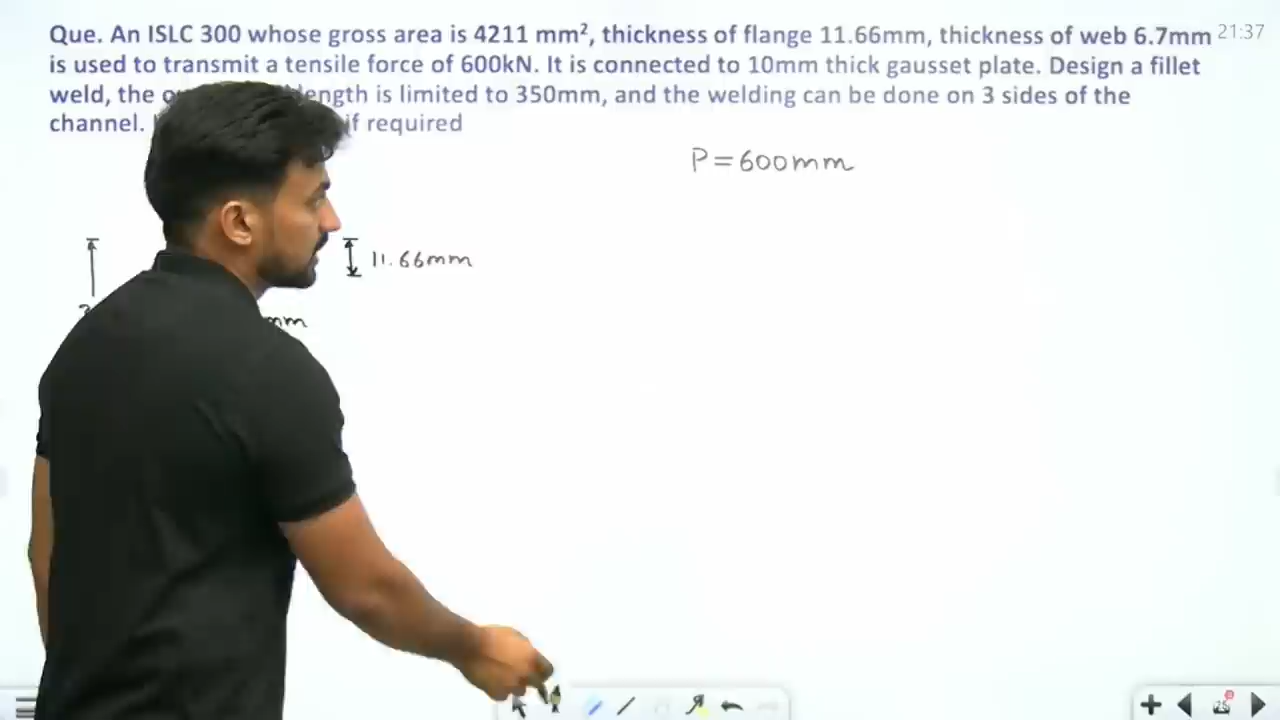 Que. An ISLC 300 whose gross area is 4211 mm², thickness of flange 11.66mm, thickness of web 6.7mm
21:37
is used to transmit a tensile force of 600kN. It is connected to 10mm thick gausset plate. Design a fillet
weld, the length is limited to 350mm, and the welding can be done on 3 sides of the
channel. if required
P=600mm
11.66mm
mm
25